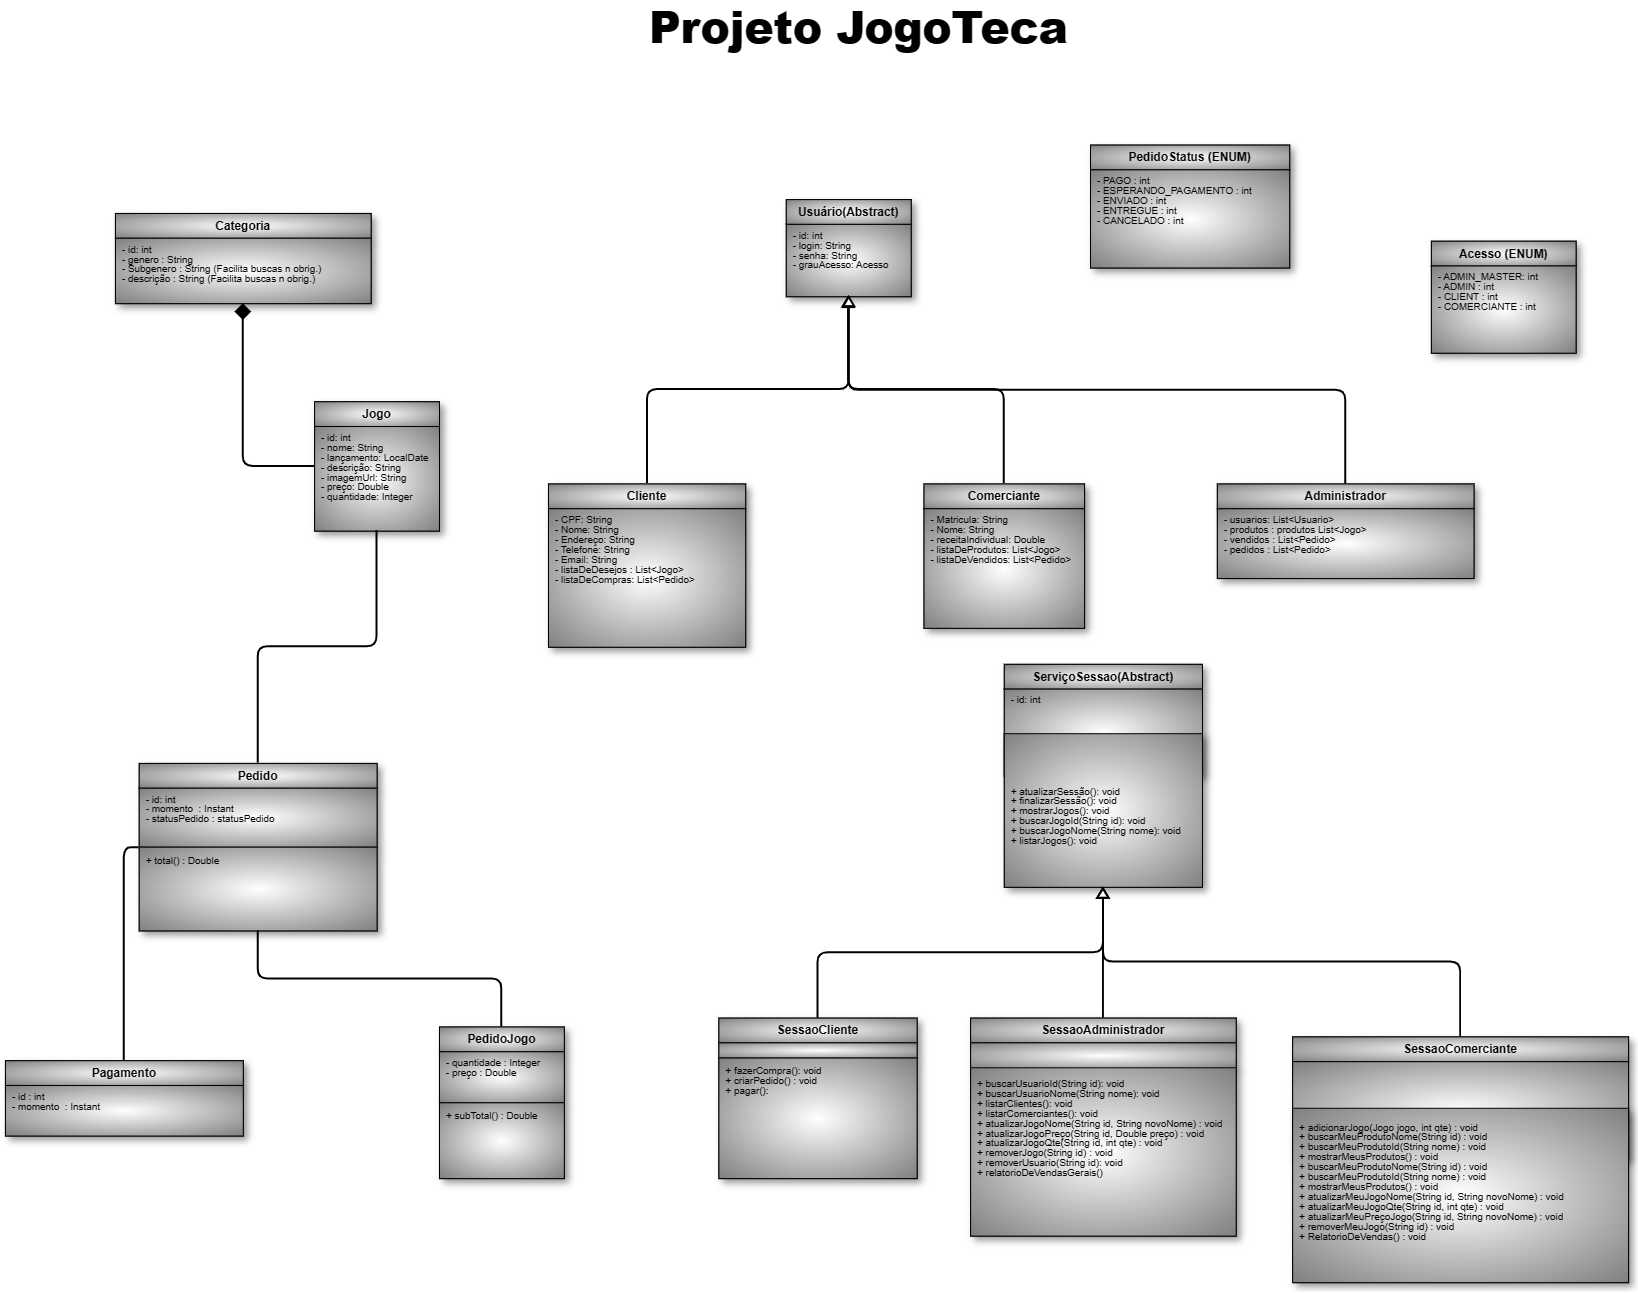 Projeto JogoTeca
PedidoStatus (ENUM)
- PAGO : int
- ESPERANDO_PAGAMENTO : int
- ENVIADO : int
- ENTREGUE : int
- CANCELADO : int
Usuário(Abstract)
- id: int
- login: String
- senha: String
- grauAcesso: Acesso
Categoria
- id: int
- genero : String
- Subgenero : String (Facilita buscas n obrig.)
- descrição : String (Facilita buscas n obrig.)
Acesso (ENUM)
- ADMIN_MASTER: int
- ADMIN : int
- CLIENT : int
- COMERCIANTE : int
Jogo
- id: int
- nome: String
- lançamento: LocalDate
- descrição: String
- imagemUrl: String
- preço: Double
- quantidade: Integer
Cliente
- CPF: String
- Nome: String
- Endereço: String
- Telefone: String
- Email: String
- listaDeDesejos : List<Jogo>
- listaDeCompras: List<Pedido>
Comerciante
- Matricula: String
- Nome: String
- receitaIndividual: Double
- listaDeProdutos: List<Jogo>
- listaDeVendidos: List<Pedido>
Administrador
- usuarios: List<Usuario>
- produtos : produtos List<Jogo>
- vendidos : List<Pedido>
- pedidos : List<Pedido>
ServiçoSessao(Abstract)
- id: int
+ atualizarSessão(): void
+ finalizarSessão(): void
+ mostrarJogos(): void
+ buscarJogoId(String id): void
+ buscarJogoNome(String nome): void
+ listarJogos(): void
Pedido
- id: int
- momento : Instant
- statusPedido : statusPedido
+ total() : Double
PedidoJogo
- quantidade : Integer
- preço : Double
+ subTotal() : Double
Pagamento
- id : int
- momento : Instant
SessaoCliente
+ fazerCompra(): void
+ criarPedido() : void
+ pagar():
SessaoAdministrador
+ buscarUsuarioId(String id): void
+ buscarUsuarioNome(String nome): void
+ listarClientes(): void
+ listarComerciantes(): void
+ atualizarJogoNome(String id, String novoNome) : void
+ atualizarJogoPreço(String id, Double preço) : void
+ atualizarJogoQte(String id, int qte) : void
+ removerJogo(String id) : void
+ removerUsuario(String id): void
+ relatorioDeVendasGerais()
SessaoComerciante
+ adicionarJogo(Jogo jogo, int qte) : void
+ buscarMeuProdutoNome(String id) : void
+ buscarMeuProdutoId(String nome) : void
+ mostrarMeusProdutos() : void
+ buscarMeuProdutoNome(String id) : void
+ buscarMeuProdutoId(String nome) : void
+ mostrarMeusProdutos() : void
+ atualizarMeuJogoNome(String id, String novoNome) : void
+ atualizarMeuJogoQte(String id, int qte) : void
+ atualizarMeuPreçoJogo(String id, String novoNome) : void
+ removerMeuJogo(String id) : void
+ RelatorioDeVendas() : void